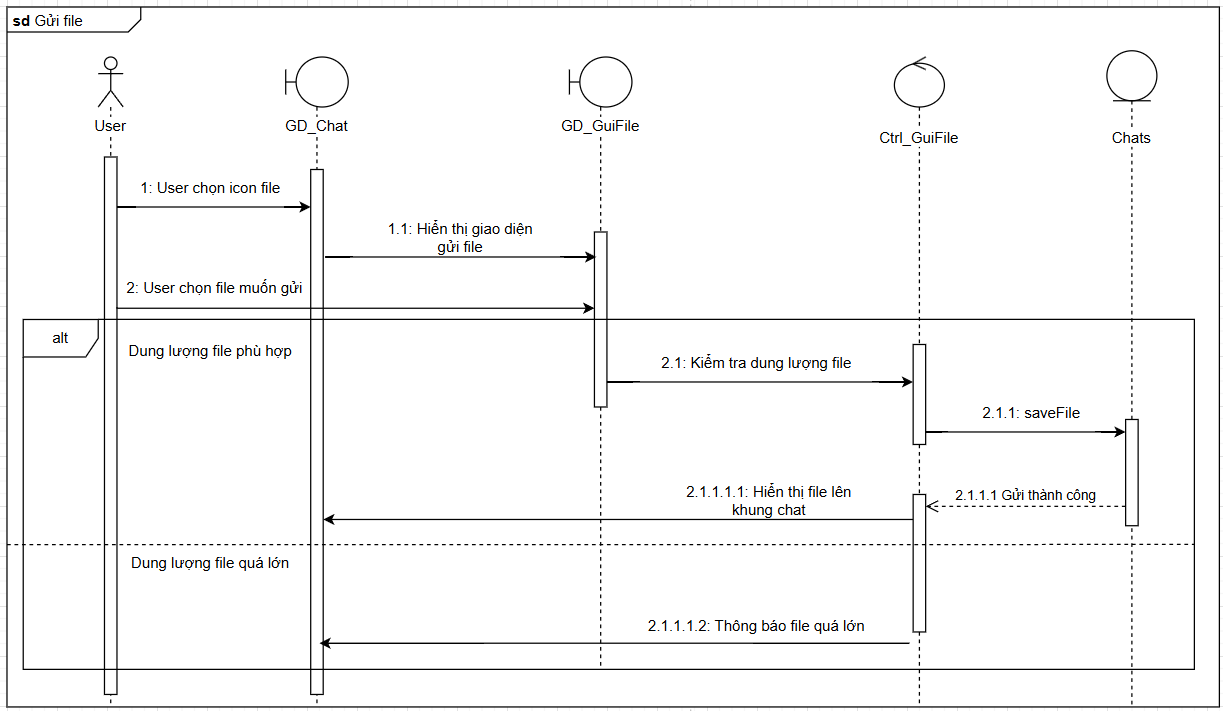 sd Gửi file
User
GD_Chat
GD_GuiFile
Ctrl_GuiFile
Chats
1: User chọn icon file
1.1: Hiển thị giao diện
gửi file
2: User chọn file muốn gửi
alt
Dung lượng file phù hợp
2.1: Kiểm tra dung lượng file
2.1.1: saveFile
2.1.1.1 Gửi thành công
2.1.1.1.1: Hiển thị file lên
khung chat
Dung lượng file quá lớn
2.1.1.1.2: Thông báo file quá lớn